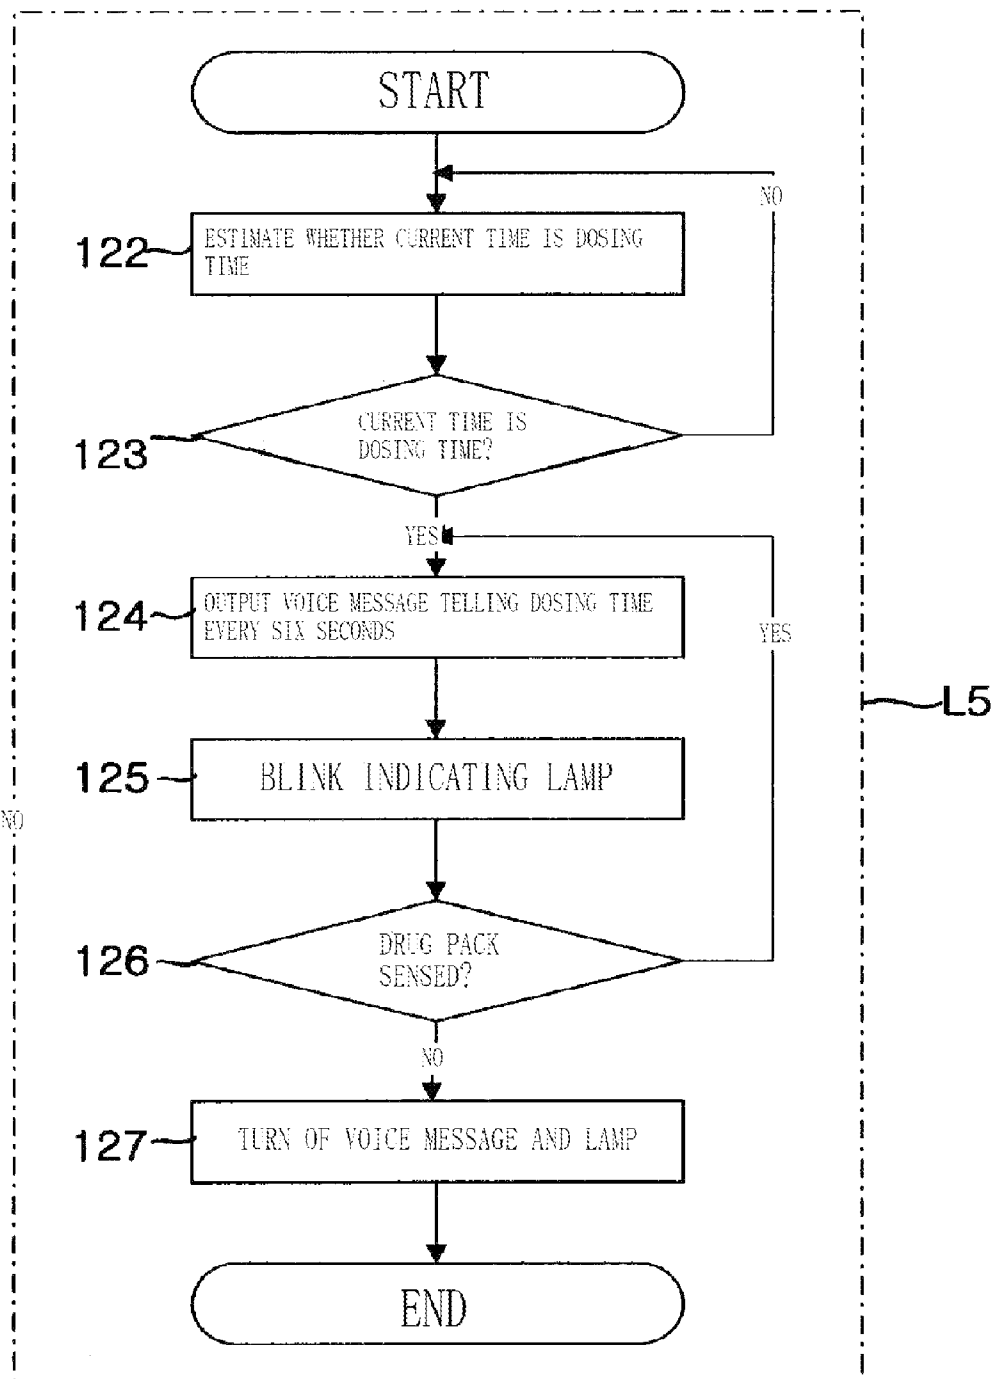 START
NO
122
ESTIMATE WHETHER CURRENT TIME IS DOSING
TIME
123
CURRENT TIME IS
DOSING TIME?
YES
124
OUTPUT VOICE MESSAGE TELLING DOSING TIME
EVERY SIX SECONDS
YES
L5
125
BLINK INDICATING LAMP
NO
126
DRUG PACK
SENSED?
NO
127
TURN OF VOICE MESSAGE AND LAMP
END